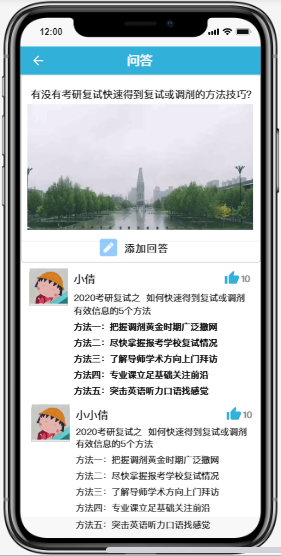 12:00
问答
有没有考研复试快速得到复试或调剂的方法技巧?
添加回答
小倩
10
2020考研复试之 如何快速得到复试或调剂
有效信息的5个方法
方法一：把握调剂黄金时期广泛撒网
方法二：尽快掌握报考学校复试情况
方法三：了解导师学术方向上门拜访
方法四：专业课立足基础关注前沿
方法五：突击英语听力口语找感觉
小小倩
10
2020考研复试之 如何快速得到复试或调剂
有效信息的5个方法
方法一：把握调剂黄金时期广泛撒网
方法二：尽快掌握报考学校复试情况
方法三：了解导师学术方向上门拜访
方法四：专业课立足基础关注前沿
方法五：突击英语听力口语找感觉